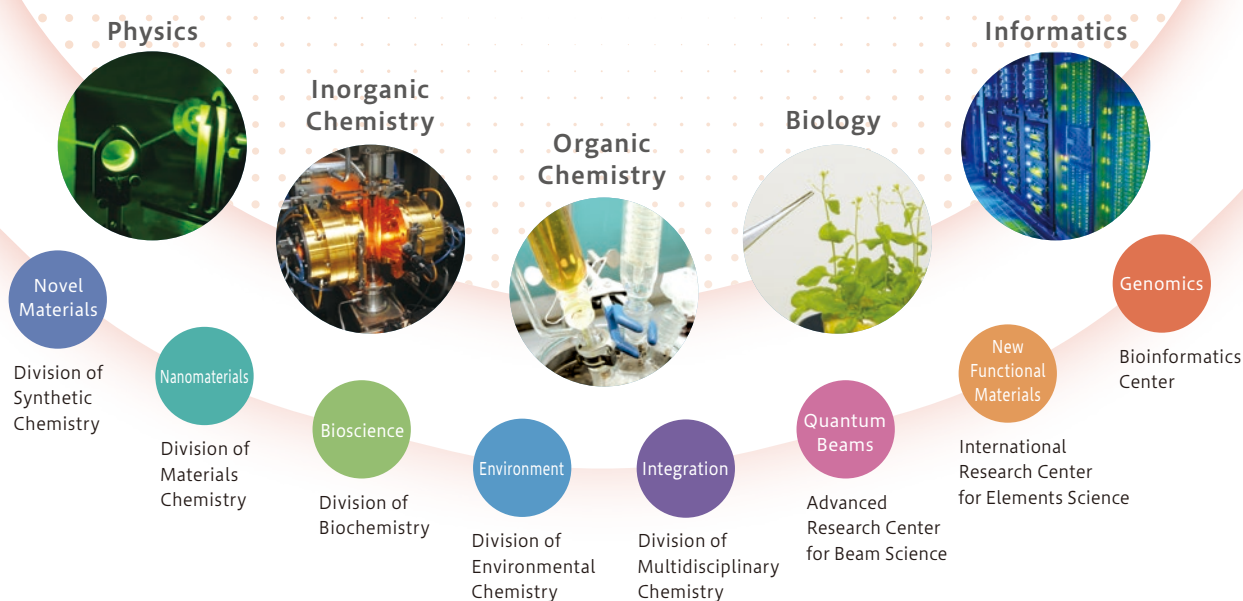 Physics
Inorganic
Chemistry
Organic
Chemistry
Biology
Informatics
Novel
Materials
Division of
Synthetic
Chemistry
Nanomaterials
Division of
Materials
Chemistry
Bioscience
Division of
Biochemistry
Environment
Division of
Environmental
Chemistry
Integration
Division of
Multidisciplinary
Chemistry
Quantum
Beams
Advanced
Research Center
for Beam Science
New
Functional
Materials
International
Research Center
for Elements Science
Genomics
Bioinformatics
Center